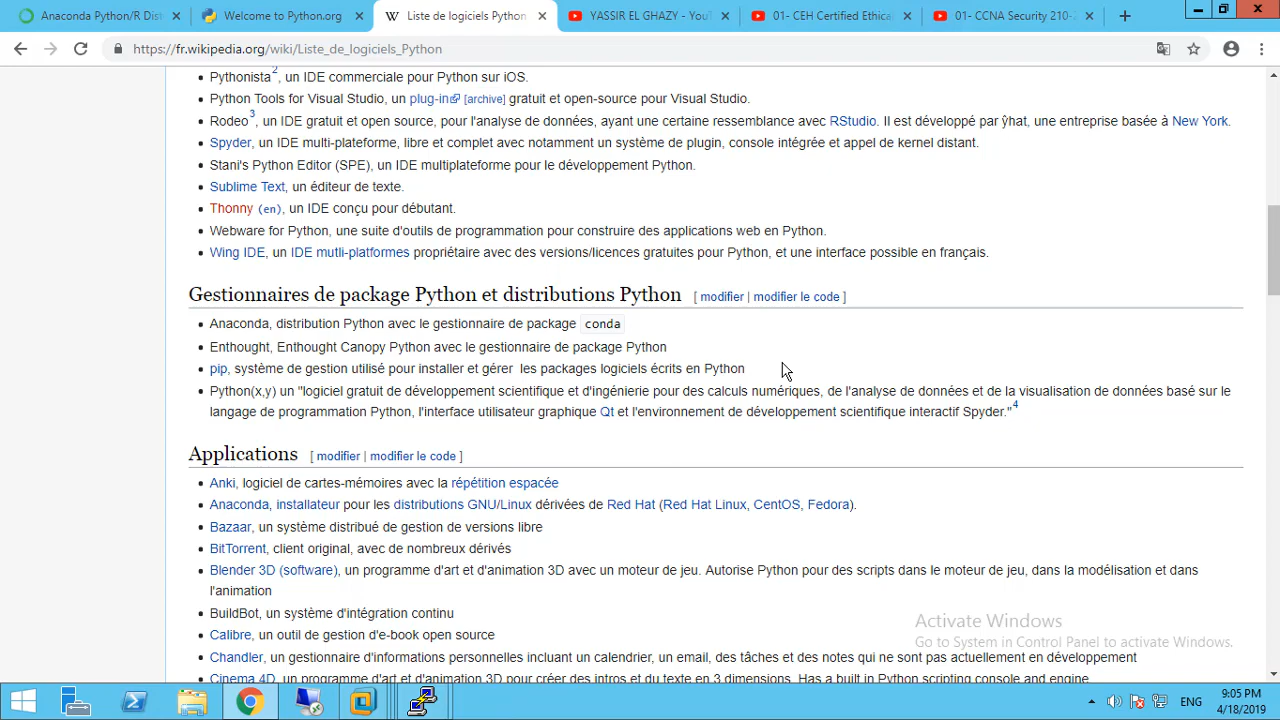 Anaconda Python/R Dist
Welcome to Python.org
Liste de logiciels Python
YASSIR EL GHAZY - You
01- CEH Certified Ethica
01- CCNA Security 210-
https://fr.wikipedia.org/wiki/Liste_de_logiciels_Python
Pythonista2, un IDE commerciale pour Python sur iOS.
Python Tools for Visual Studio, un plug-in [archive] gratuit et open-source pour Visual Studio.
Rodeo3, un IDE gratuit et open source, pour l'analyse de données, ayant une certaine ressemblance avec RStudio. Il est développé par ŷhat, une entreprise basée à New York.
Spyder, un IDE multi-plateforme, libre et complet avec notamment un système de plugin, console intégrée et appel de kernel distant.
Stani's Python Editor (SPE), un IDE multiplateforme pour le développement Python.
Sublime Text, un éditeur de texte.
Thonny (en), un IDE conçu pour débutant.
Webware for Python, une suite d'outils de programmation pour construire des applications web en Python.
Wing IDE, un IDE mutli-platformes propriétaire avec des versions/licences gratuites pour Python, et une interface possible en français.
Gestionnaires de package Python et distributions Python [ modifier | modifier le code ]
Anaconda, distribution Python avec le gestionnaire de package conda
Enthought, Enthought Canopy Python avec le gestionnaire de package Python
pip, système de gestion utilisé pour installer et gérer les packages logiciels écrits en Python
Python(x,y) un "logiciel gratuit de développement scientifique et d'ingénierie pour des calculs numériques, de l'analyse de données et de la visualisation de données basé sur le
langage de programmation Python, l'interface utilisateur graphique Qt et l'environnement de développement scientifique interactif Spyder."4
Applications [ modifier | modifier le code ]
Anki, logiciel de cartes-mémoires avec la répétition espacée
Anaconda, installateur pour les distributions GNU/Linux dérivées de Red Hat (Red Hat Linux, CentOS, Fedora).
Bazaar, un système distribué de gestion de versions libre
BitTorrent, client original, avec de nombreux dérivés
Blender 3D (software), un programme d'art et d'animation 3D avec un moteur de jeu. Autorise Python pour des scripts dans le moteur de jeu, dans la modélisation et dans
l'animation
BuildBot, un système d'intégration continu
Calibre, un outil de gestion d'e-book open source
Chandler, un gestionnaire d'informations personnelles incluant un calendrier, un email, des tâches et des notes qui ne sont pas actuellement en développement
Cinema 4D, un programme d'art et d'animation 3D pour créer des intros et du texte en 3 dimensions. Has a built in Python scripting console and engine
Activate Windows
Go to System in Control Panel to activate Windows.
ENG
9:05 PM
4/18/2019